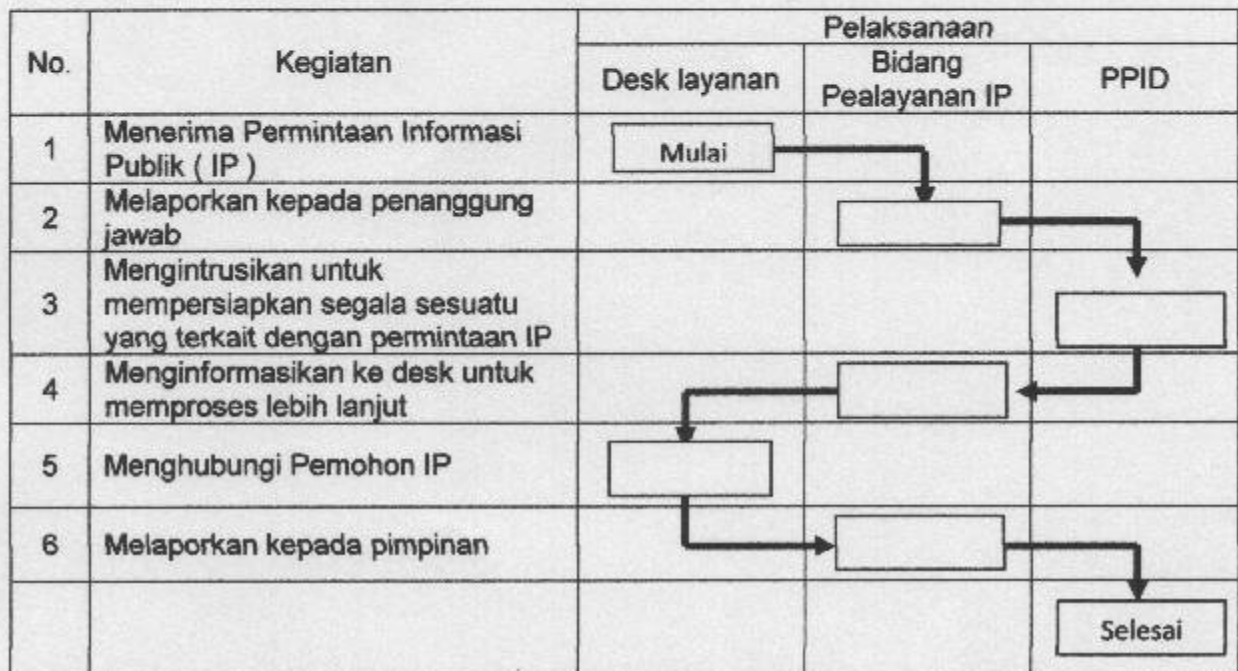 No.
Kegiatan
Pelaksanaan
Desk layanan
Bidang
Pealayanan IP
PPID
1
Menerima Permintaan Informasi
Publik ( IP )
Mulai
2
Melaporkan kepada penanggung
jawab
3
Mengintrusikan untuk
mempersiapkan segala sesuatu
yang terkait dengan permintaan IP
4
Menginformasikan ke desk untuk
memproses lebih lanjut
5
Menghubungi Pemohon IP
6
Melaporkan kepada pimpinan
Selesai